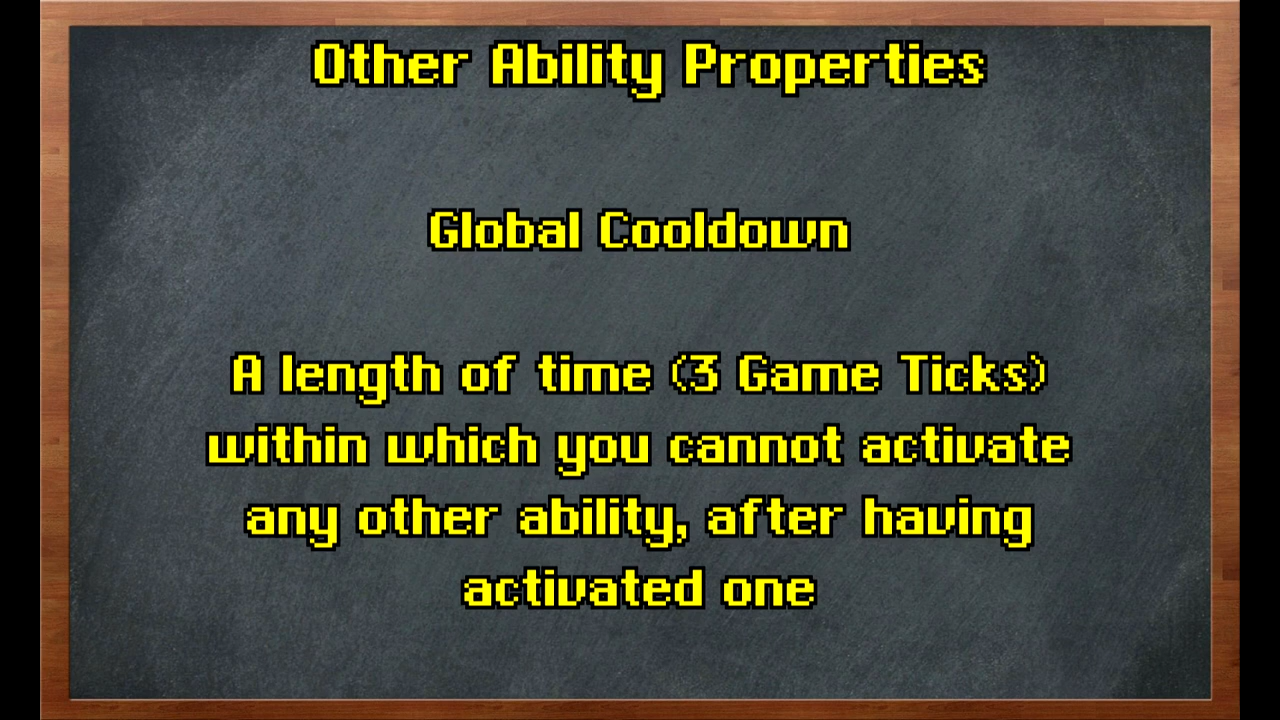 Other Ability Properties
Global Cooldown
A length of time (3 Game Ticks)
within which you cannot activate
any other ability, after having
activated one